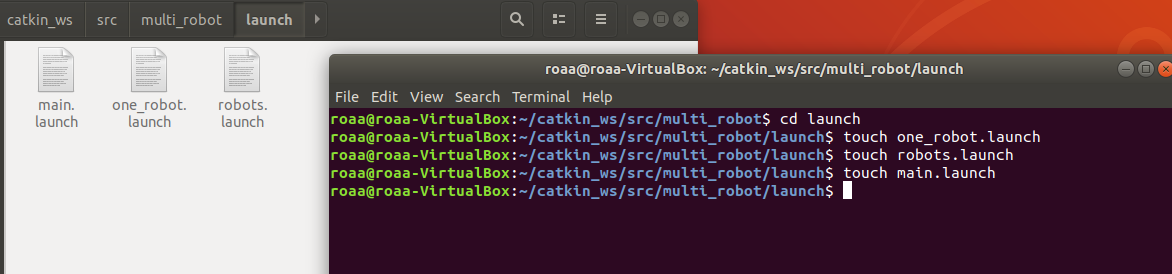 catkin_ws src multi_robot launch
main.
launch
one_robot.
launch
robots.
launch
roaa@roaa-VirtualBox: ~/catkin_ws/src/multi_robot/launch
File Edit View Search Terminal Help
roaa@roaa-VirtualBox:~/catkin_ws/src/multi_robot$ cd launch
roaa@roaa-VirtualBox:~/catkin_ws/src/multi_robot/launch$ touch one_robot.launch
roaa@roaa-VirtualBox:~/catkin_ws/src/multi_robot/launch$ touch robots.launch
roaa@roaa-VirtualBox:~/catkin_ws/src/multi_robot/launch$ touch main.launch
roaa@roaa-VirtualBox:~/catkin_ws/src/multi_robot/launch$